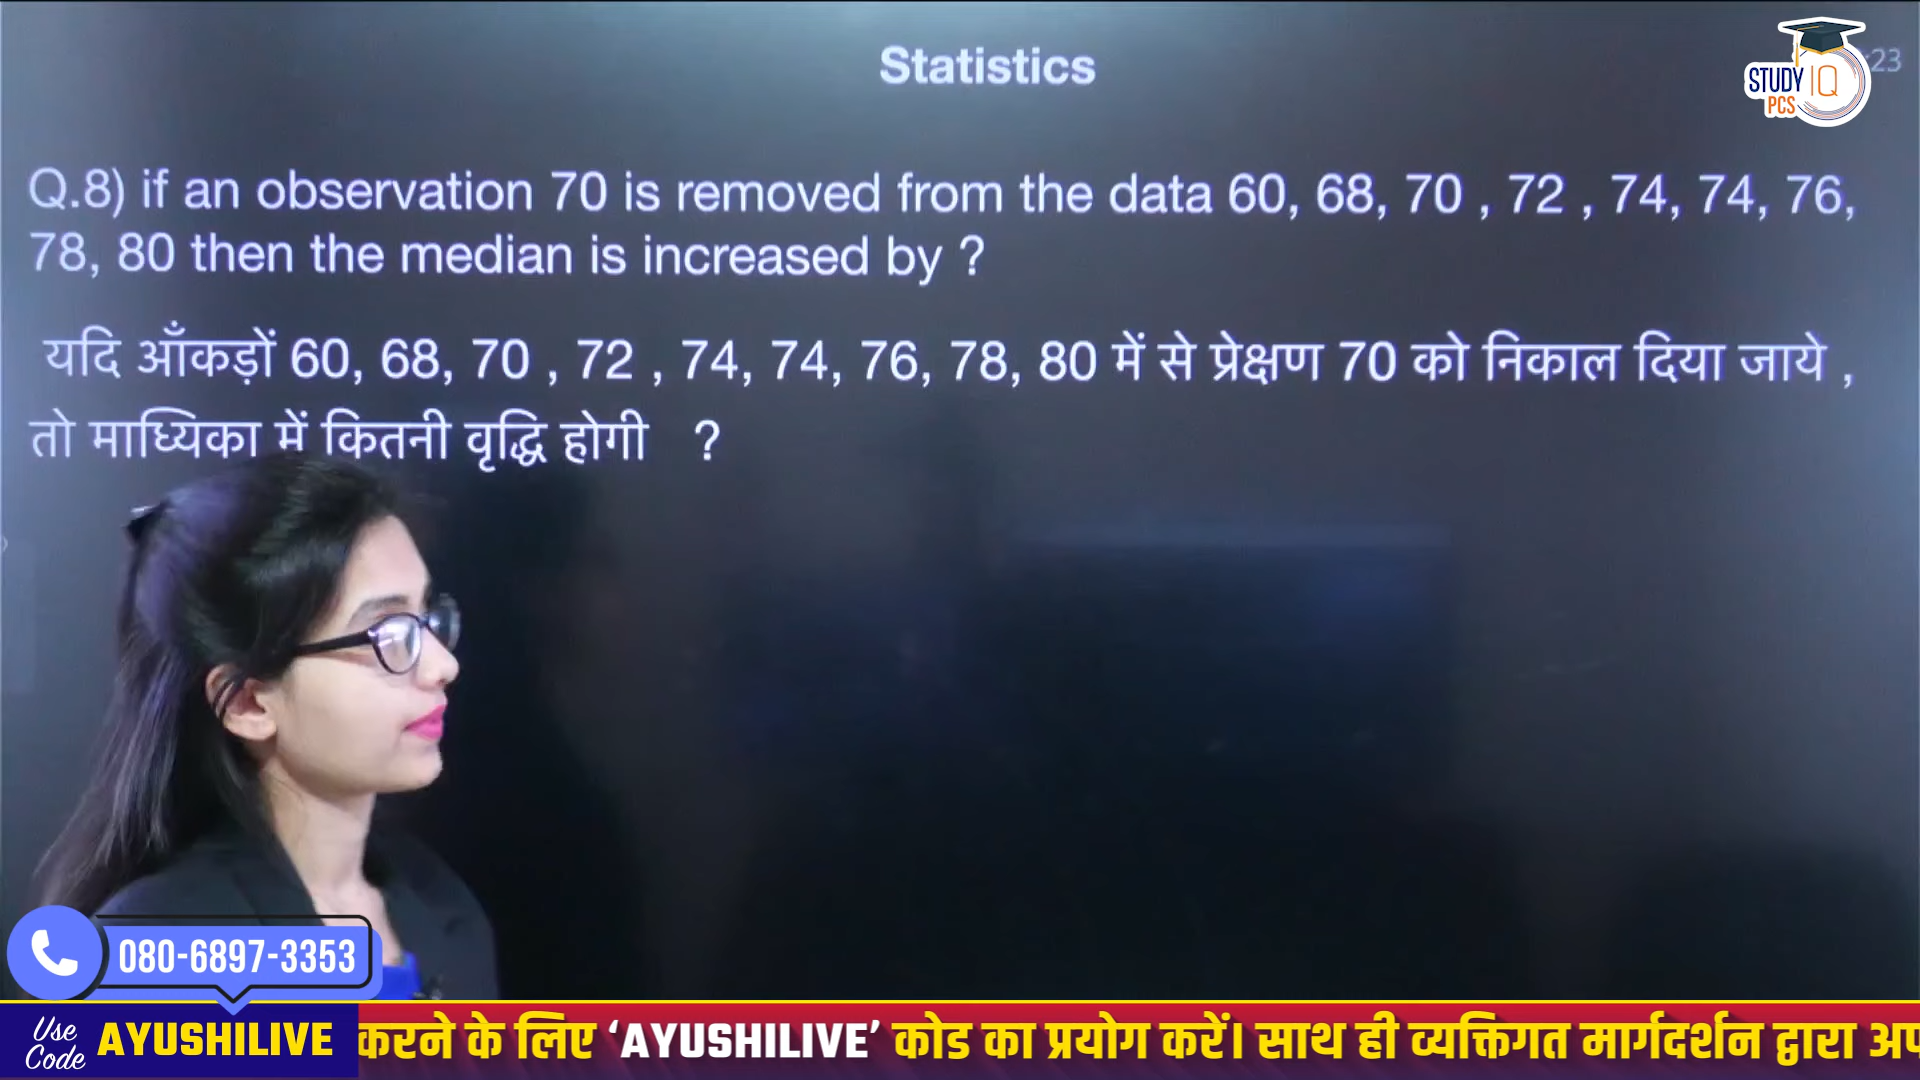 Statistics
:23
STUDY IQ
PCS
Q.8) if an observation 70 is removed from the data 60, 68, 70 , 72 , 74, 74, 76,
78, 80 then the median is increased by ?
यदि आँकड़ों 60, 68, 70 , 72 , 74, 74, 76, 78, 80 में से प्रेक्षण 70 को निकाल दिया जाये ,
तो माध्यिका में कितनी वृद्धि होगी ?
080-6897-3353
Use
Code
AYUSHILIVE
करने के लिए ‘AYUSHILIVE’ कोड का प्रयोग करें। साथ ही व्यक्तिगत मार्गदर्शन द्वारा अप